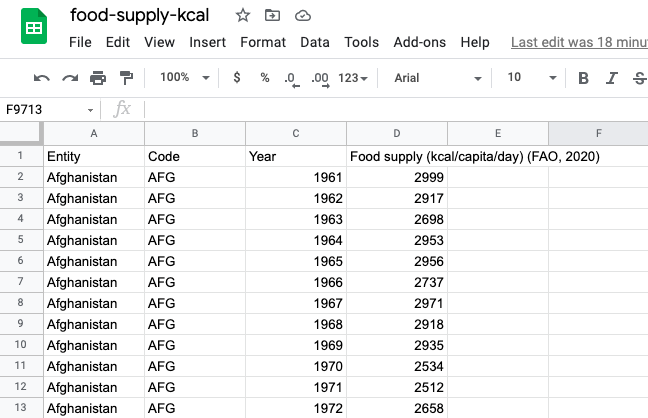 food-supply-kcal
File Edit View Insert Format Data Tools Add-ons Help Last edit was 18 minu
100% $ % .0 .00 123 Arial 10 B I S
F9713 fx
A B C D E F
1 Entity Code Year Food supply (kcal/capita/day) (FAO, 2020)
2 Afghanistan AFG 1961 2999
3 Afghanistan AFG 1962 2917
4 Afghanistan AFG 1963 2698
5 Afghanistan AFG 1964 2953
6 Afghanistan AFG 1965 2956
7 Afghanistan AFG 1966 2737
8 Afghanistan AFG 1967 2971
9 Afghanistan AFG 1968 2918
10 Afghanistan AFG 1969 2935
11 Afghanistan AFG 1970 2534
12 Afghanistan AFG 1971 2512
13 Afghanistan AFG 1972 2658